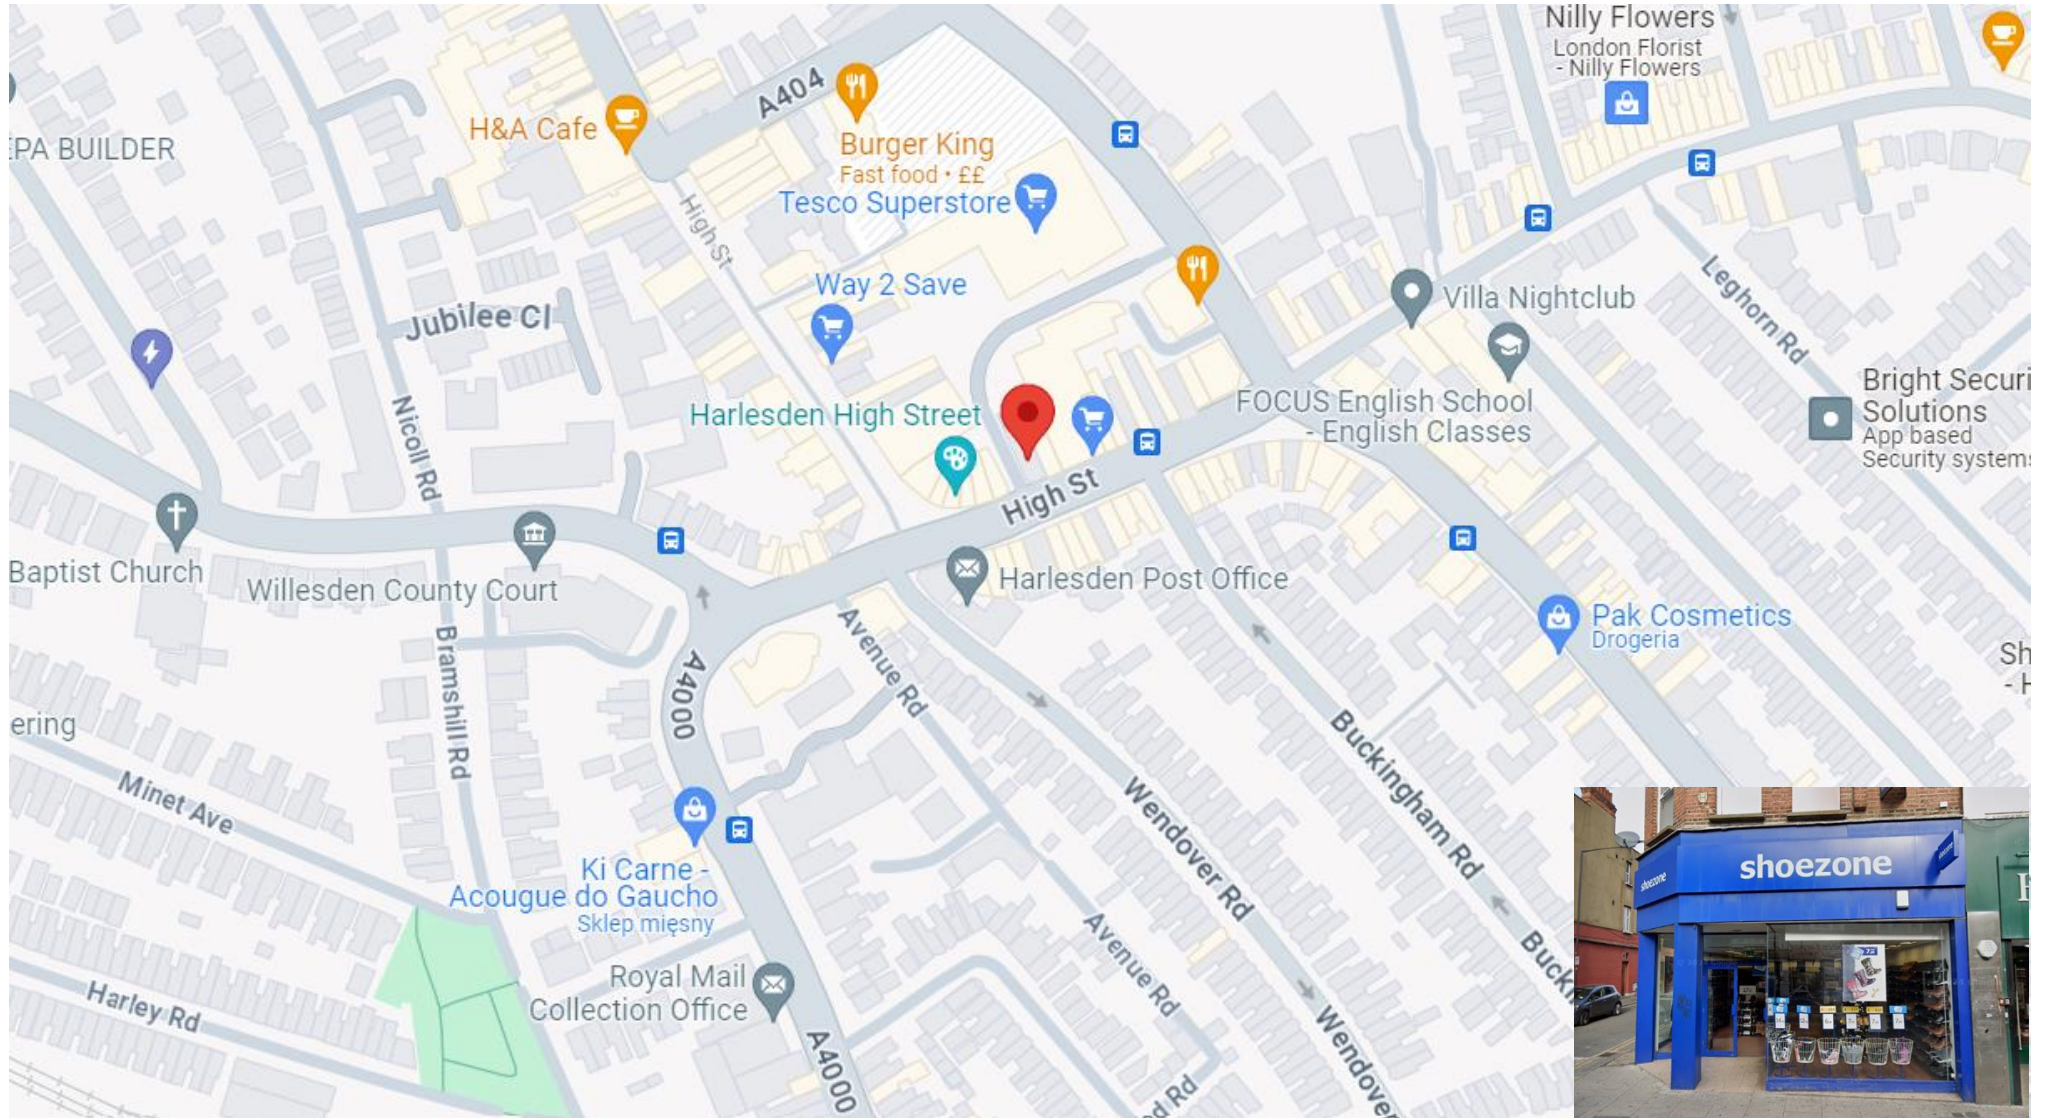 Nilly Flowers
London Florist
- Nilly Flowers
A404
H&A Cafe
EPA BUILDER
Burger King
Fast food • ££
Tesco Superstore
High St
Way 2 Save
Villa Nightclub
Leghorn Rd
Jubilee Cl
Bright Securi
Solutions
App based
Security systems
Nicoll Rd
Harlesden High Street
FOCUS English School
- English Classes
High St
Baptist Church
Willesden County Court
Harlesden Post Office
Pak Cosmetics
Drogeria
Avenue Rd
Sh
- H
A4000
Bramshill Rd
ering
Minet Ave
Buckingham Rd
Wendover Rd
Ki Carne -
Acougue do Gaucho
Sklep mięsny
Avenue Rd
Buckin
Royal Mail
Collection Office
Harley Rd
Wendover
A4000
d Rd
shoezone
shoezone